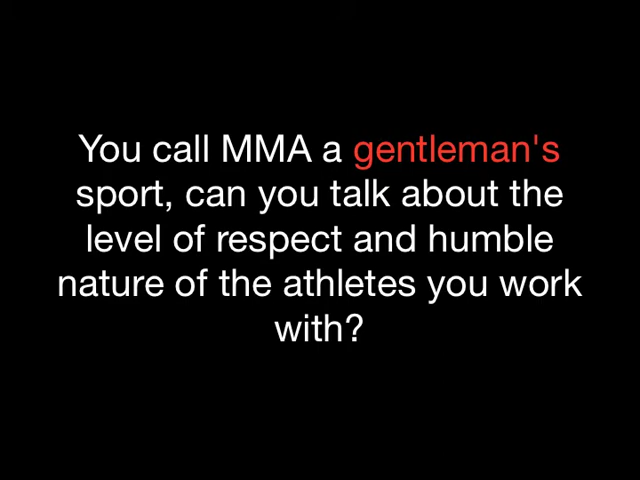 You call MMA a gentleman's
sport, can you talk about the
level of respect and humble
nature of the athletes you work
with?